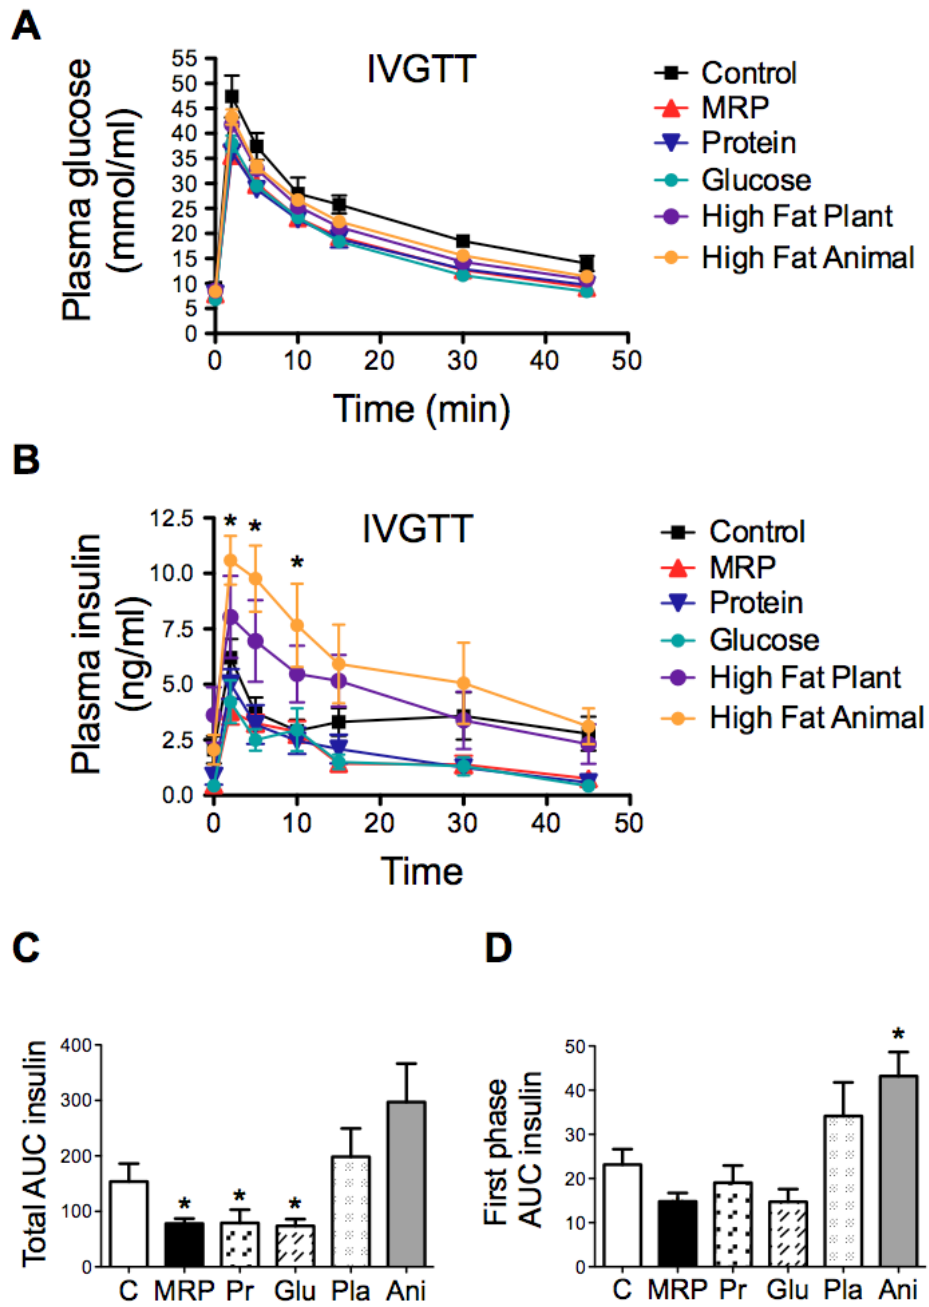 A
IVGTT
Plasma glucose
(mmol/ml)
55
50
45
40
35
30
25
20
15
10
5
0
0 10 20 30 40 50
Time (min)
Control
MRP
Protein
Glucose
High Fat Plant
High Fat Animal
B
IVGTT
Plasma insulin
(ng/ml)
12.5
10.0
7.5
5.0
2.5
0.0
* * *
0 10 20 30 40 50
Time
Control
MRP
Protein
Glucose
High Fat Plant
High Fat Animal
C
Total AUC insulin
400
300
200
100
0
* * *
C MRP Pr Glu Pla Ani
D
First phase
AUC insulin
50
40
30
20
10
0
*
C MRP Pr Glu Pla Ani